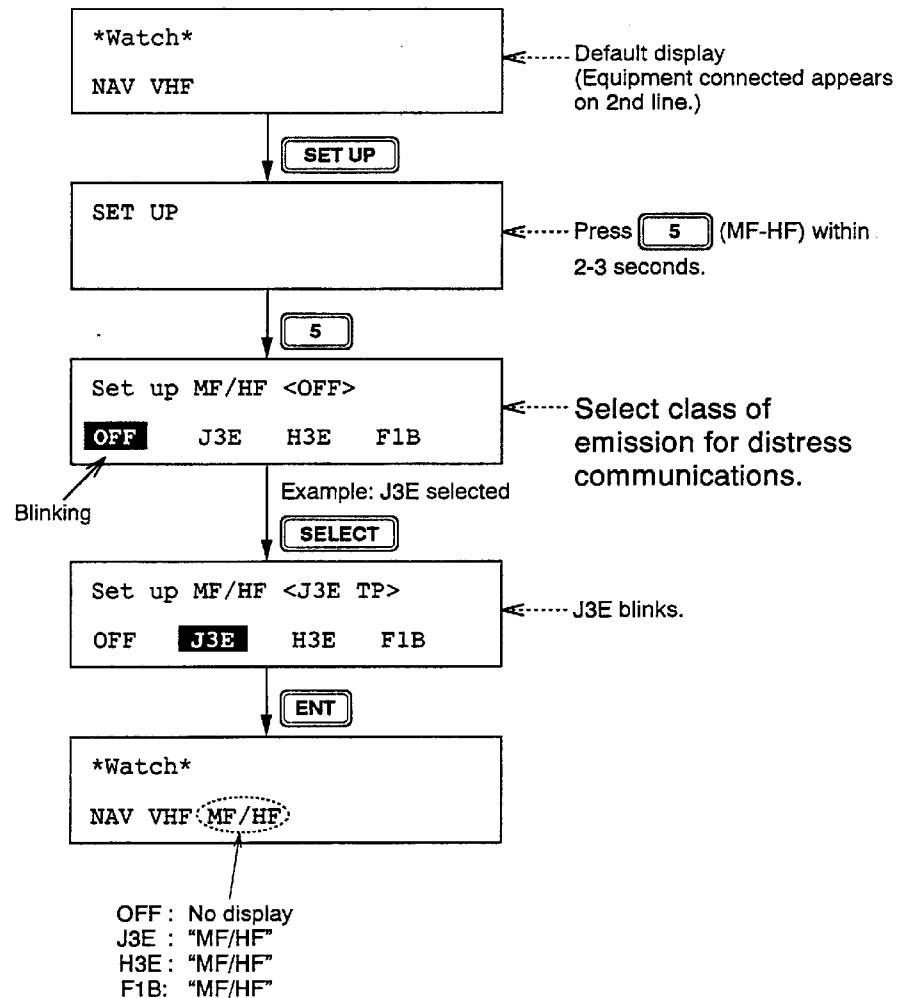 *Watch*
NAV VHF
Default display
(Equipment connected appears
on 2nd line.)
SET UP
SET UP
Press 5 (MF-HF) within
2-3 seconds.
5
Set up MF/HF <OFF>
OFF J3E H3E F1B
Select class of
emission for distress
communications.
Blinking
Example: J3E selected
SELECT
Set up MF/HF <J3E TP>
OFF J3E H3E F1B
J3E blinks.
ENT
*Watch*
NAV VHF MF/HF
OFF : No display
J3E : "MF/HF"
H3E : "MF/HF"
F1B: "MF/HF"